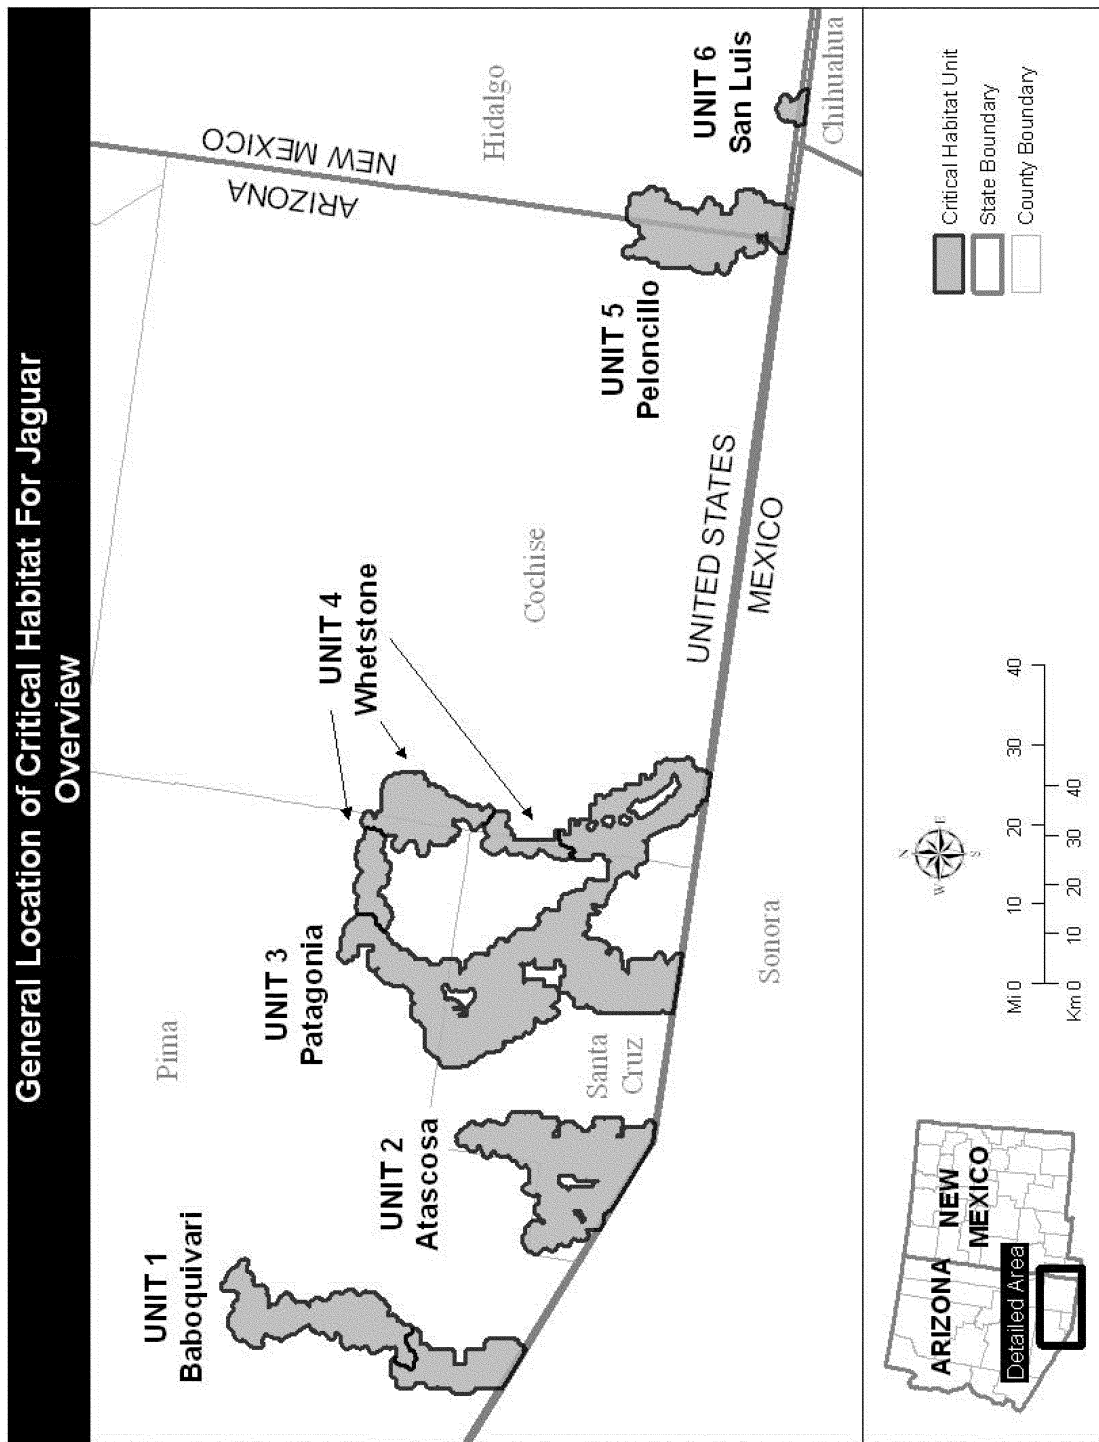 General Location of Critical Habitat For Jaguar
Overview
UNIT 1
Baboquivari
UNIT 2
Atascosa
UNIT 3
Patagonia
UNIT 4
Whetstone
UNIT 5
Peloncillo
UNIT 6
San Luis
Pima
Santa
Cruz
Cochise
Hidalgo
ARIZONA
NEW MEXICO
UNITED STATES
MEXICO
Sonora
Chihuahua
ARIZONA
NEW
MEXICO
Detailed Area
N
W
E
S
Mi 0 10 20 30 40
Km 0 10 20 30 40
Critical Habitat Unit
State Boundary
County Boundary